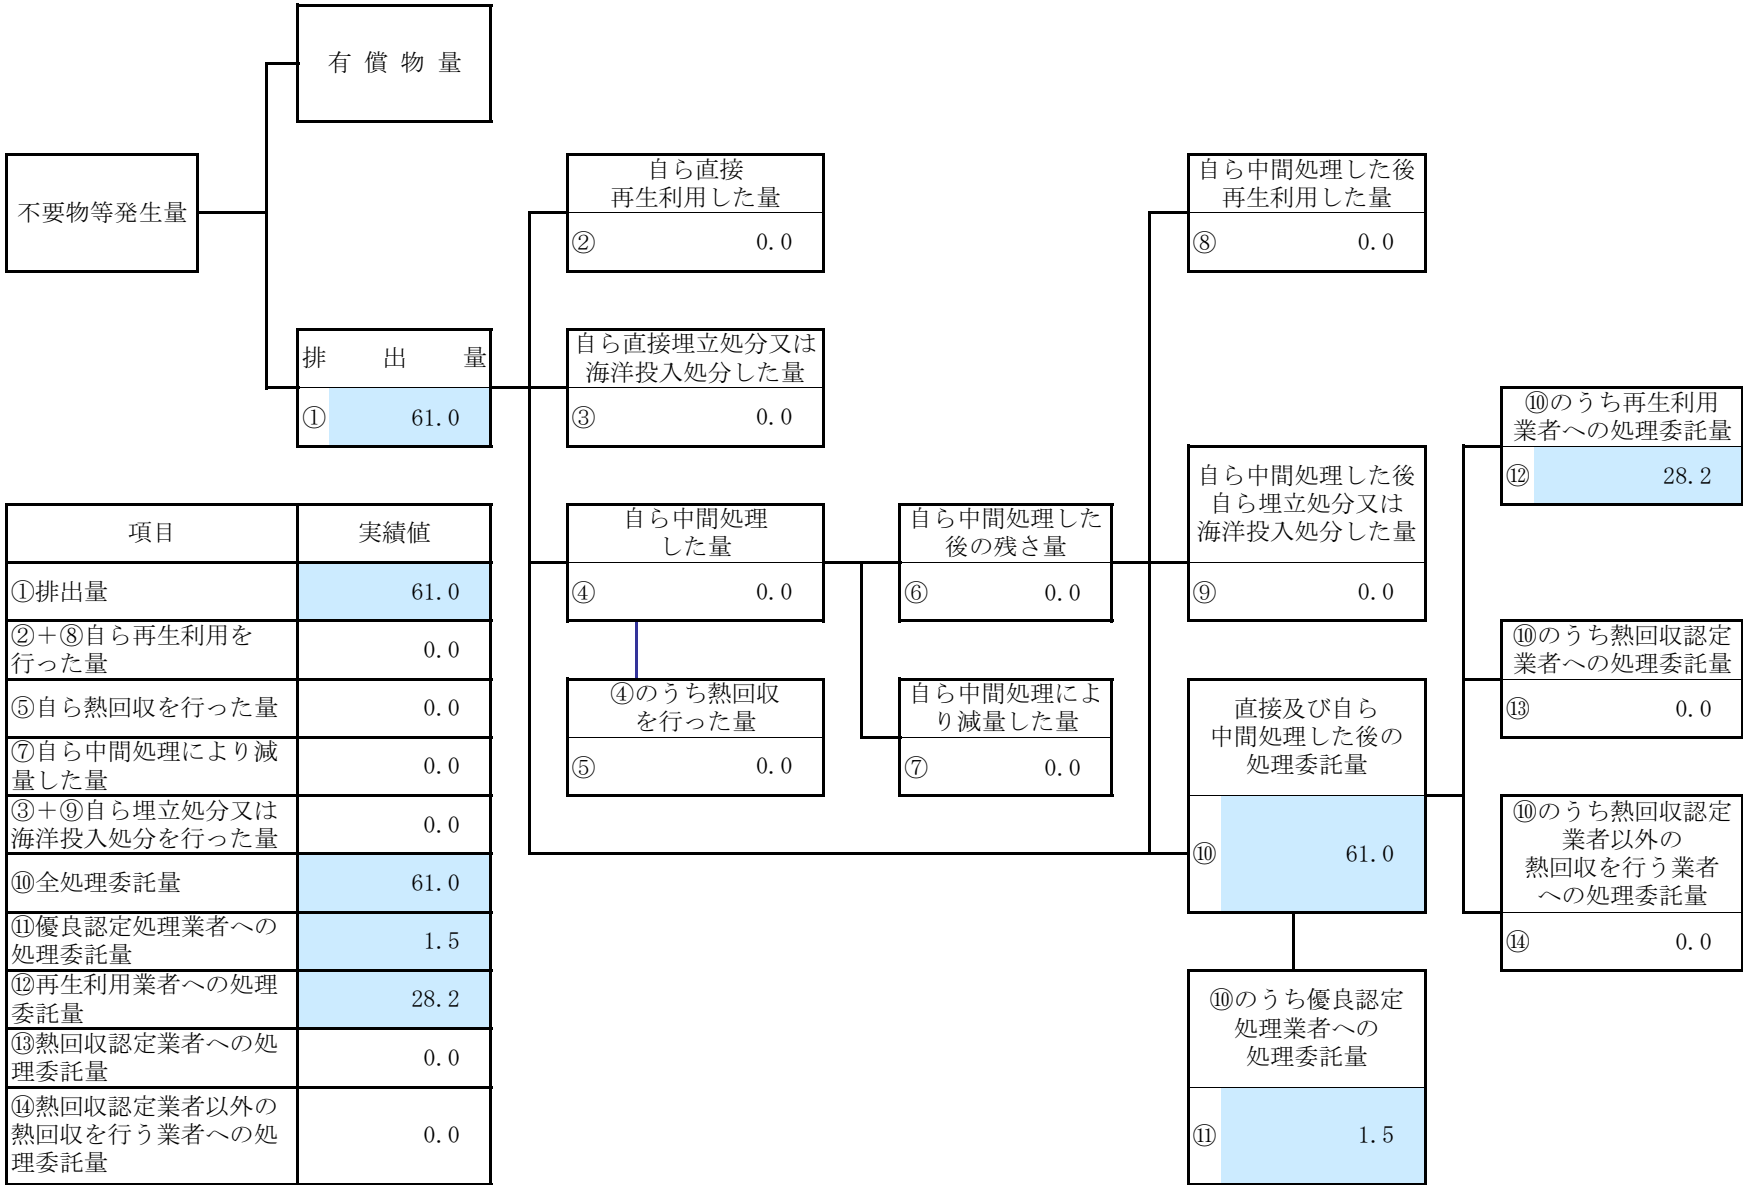 有 償 物 量
不要物等発生量
自ら直接
再生利用した量
② 0.0
自ら中間処理した後
再生利用した量
⑧ 0.0
排 出 量
① 61.0
自ら直接埋立処分又は
海洋投入処分した量
③ 0.0
⑩のうち再生利用
業者への処理委託量
⑫ 28.2
自ら中間処理
した量
④ 0.0
自ら中間処理した
後の残さ量
⑥ 0.0
自ら中間処理した後
自ら埋立処分又は
海洋投入処分した量
⑨ 0.0
⑩のうち熱回収認定
業者への処理委託量
⑬ 0.0
④のうち熱回収
を行った量
⑤ 0.0
自ら中間処理によ
り減量した量
⑦ 0.0
直接及び自ら
中間処理した後の
処理委託量
⑩ 61.0
⑩のうち熱回収認定
業者以外の
熱回収を行う業者
への処理委託量
⑭ 0.0
⑩のうち優良認定
処理業者への
処理委託量
⑪ 1.5
項目 実績値
①排出量 61.0
②＋⑧自ら再生利用を
行った量 0.0
⑤自ら熱回収を行った量 0.0
⑦自ら中間処理により減
量した量 0.0
③＋⑨自ら埋立処分又は
海洋投入処分を行った量 0.0
⑩全処理委託量 61.0
⑪優良認定処理業者への
処理委託量 1.5
⑫再生利用業者への処理
委託量 28.2
⑬熱回収認定業者への処
理委託量 0.0
⑭熱回収認定業者以外の
熱回収を行う業者への処
理委託量 0.0